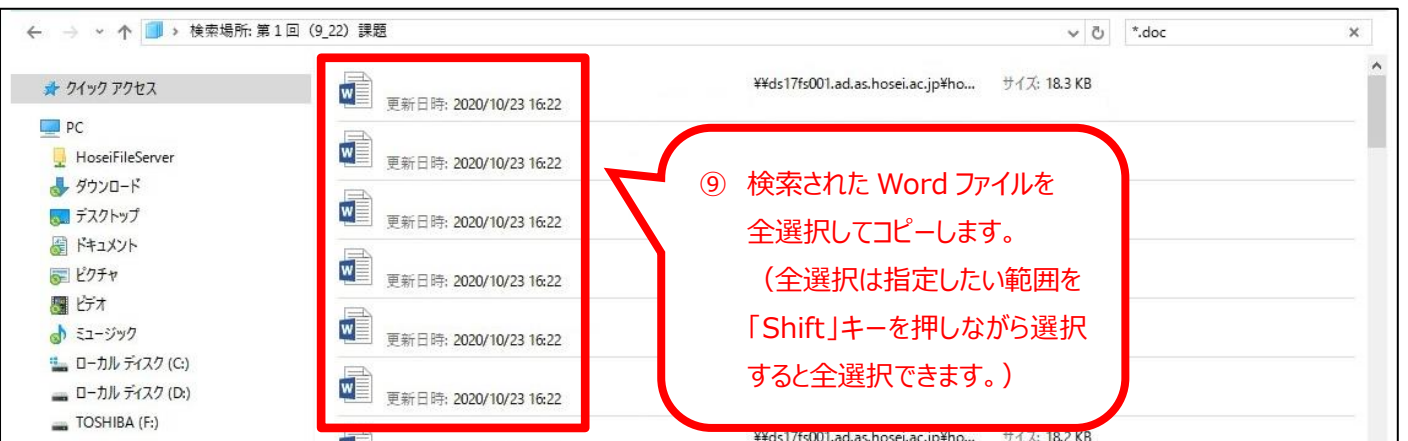 検索場所: 第1回 (9_22) 課題
*.doc
クイック アクセス
PC
HoseiFileServer
ダウンロード
デスクトップ
ドキュメント
ピクチャ
ビデオ
ミュージック
ローカル ディスク (C:)
ローカル ディスク (D:)
TOSHIBA (F:)
更新日時: 2020/10/23 16:22
¥¥ds17fs001.ad.as.hosei.ac.jp¥ho...
サイズ: 18.3 KB
更新日時: 2020/10/23 16:22
更新日時: 2020/10/23 16:22
更新日時: 2020/10/23 16:22
更新日時: 2020/10/23 16:22
更新日時: 2020/10/23 16:22
¥¥ds17fs001.ad.as.hosei.ac.jp¥ho...
サイズ: 18.2 KB
⑨ 検索された Word ファイルを
全選択してコピーします。
(全選択は指定したい範囲を
「Shift」キーを押しながら選択
すると全選択できます。)